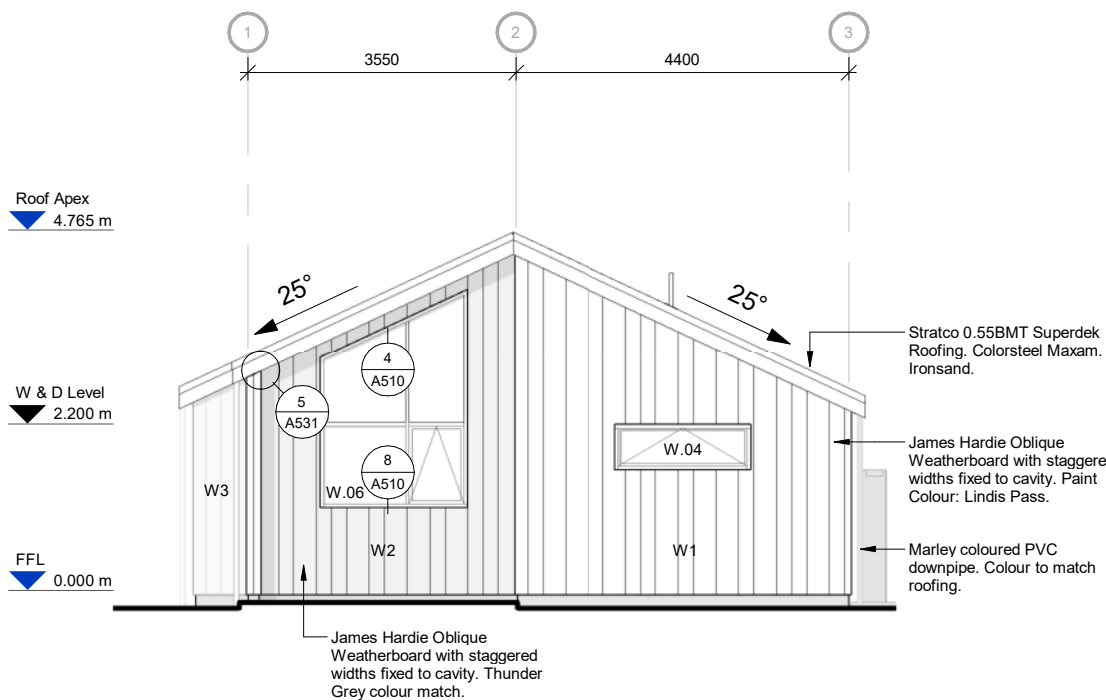 1
2
3
3550
4400
Roof Apex
4.765 m
25°
25°
4
A510
Stratco 0.55BMT Superdek
Roofing. Colorsteel Maxam.
Ironsand.
W & D Level
2.200 m
5
A531
James Hardie Oblique
Weatherboard with staggere
widths fixed to cavity. Paint
Colour: Lindis Pass.
W.04
8
A510
W.06
W3
W2
W1
Marley coloured PVC
downpipe. Colour to match
roofing.
FFL
0.000 m
James Hardie Oblique
Weatherboard with staggered
widths fixed to cavity. Thunder
Grey colour match.